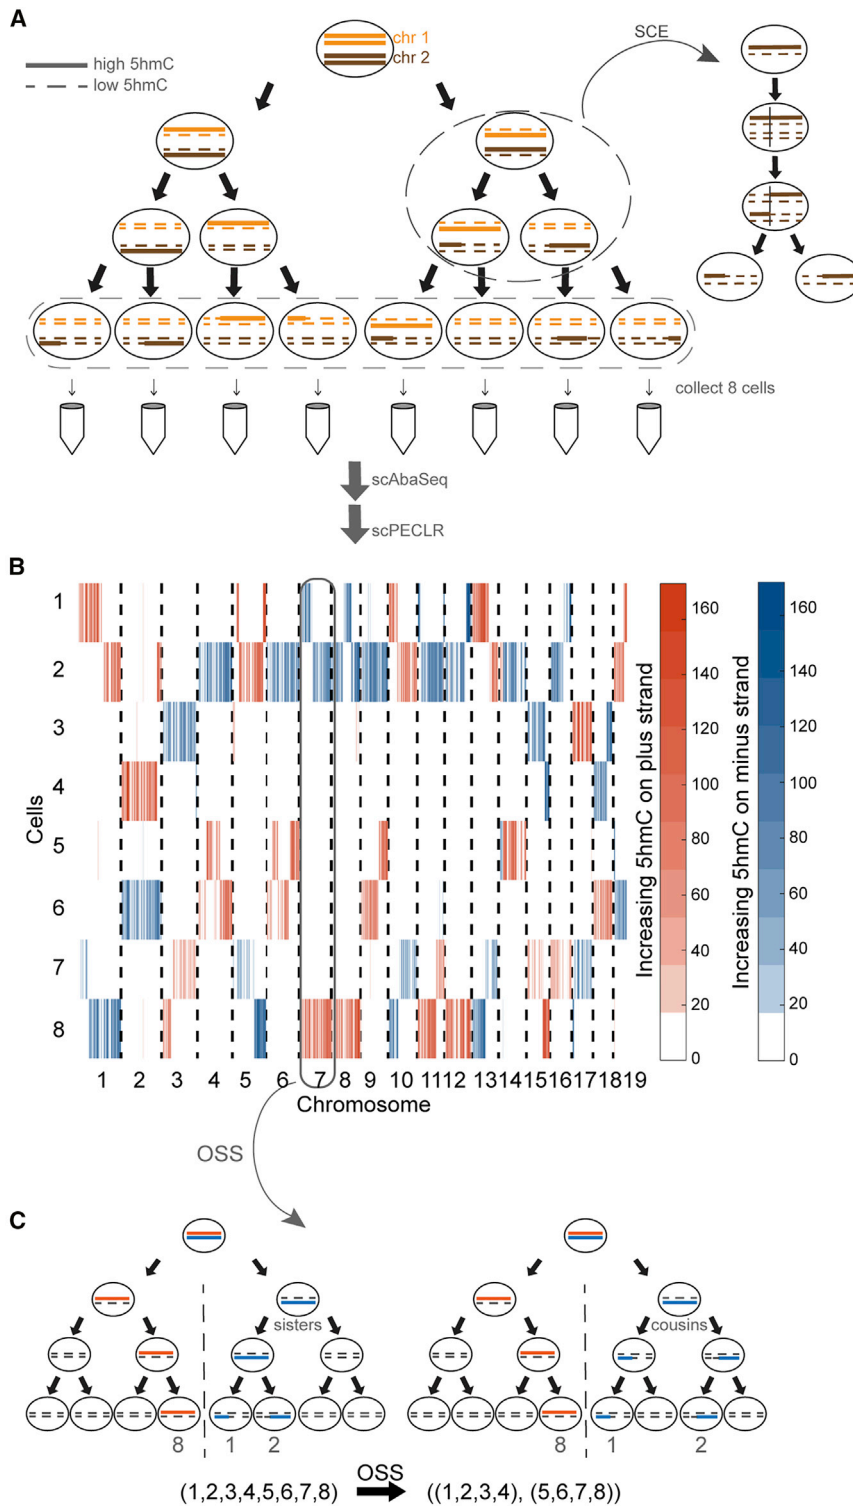 A
SCE
chr 1
high 5hmC
chr 2
low 5hmC
collect 8 cells
scAbaSeq
scPECLR
B
1
2
3
4
5
6
7
8
Cells
160
140
120
100
80
60
40
20
0
Increasing 5hmC on plus strand
160
140
120
100
80
60
40
20
0
Increasing 5hmC on minus strand
1 2 3 4 5 6 7 8 9 10 11 12 13 14 15 16 17 18 19
Chromosome
OSS
C
sisters
cousins
8 1 2
8 1 2
OSS
(1,2,3,4,5,6,7,8) ((1,2,3,4), (5,6,7,8))